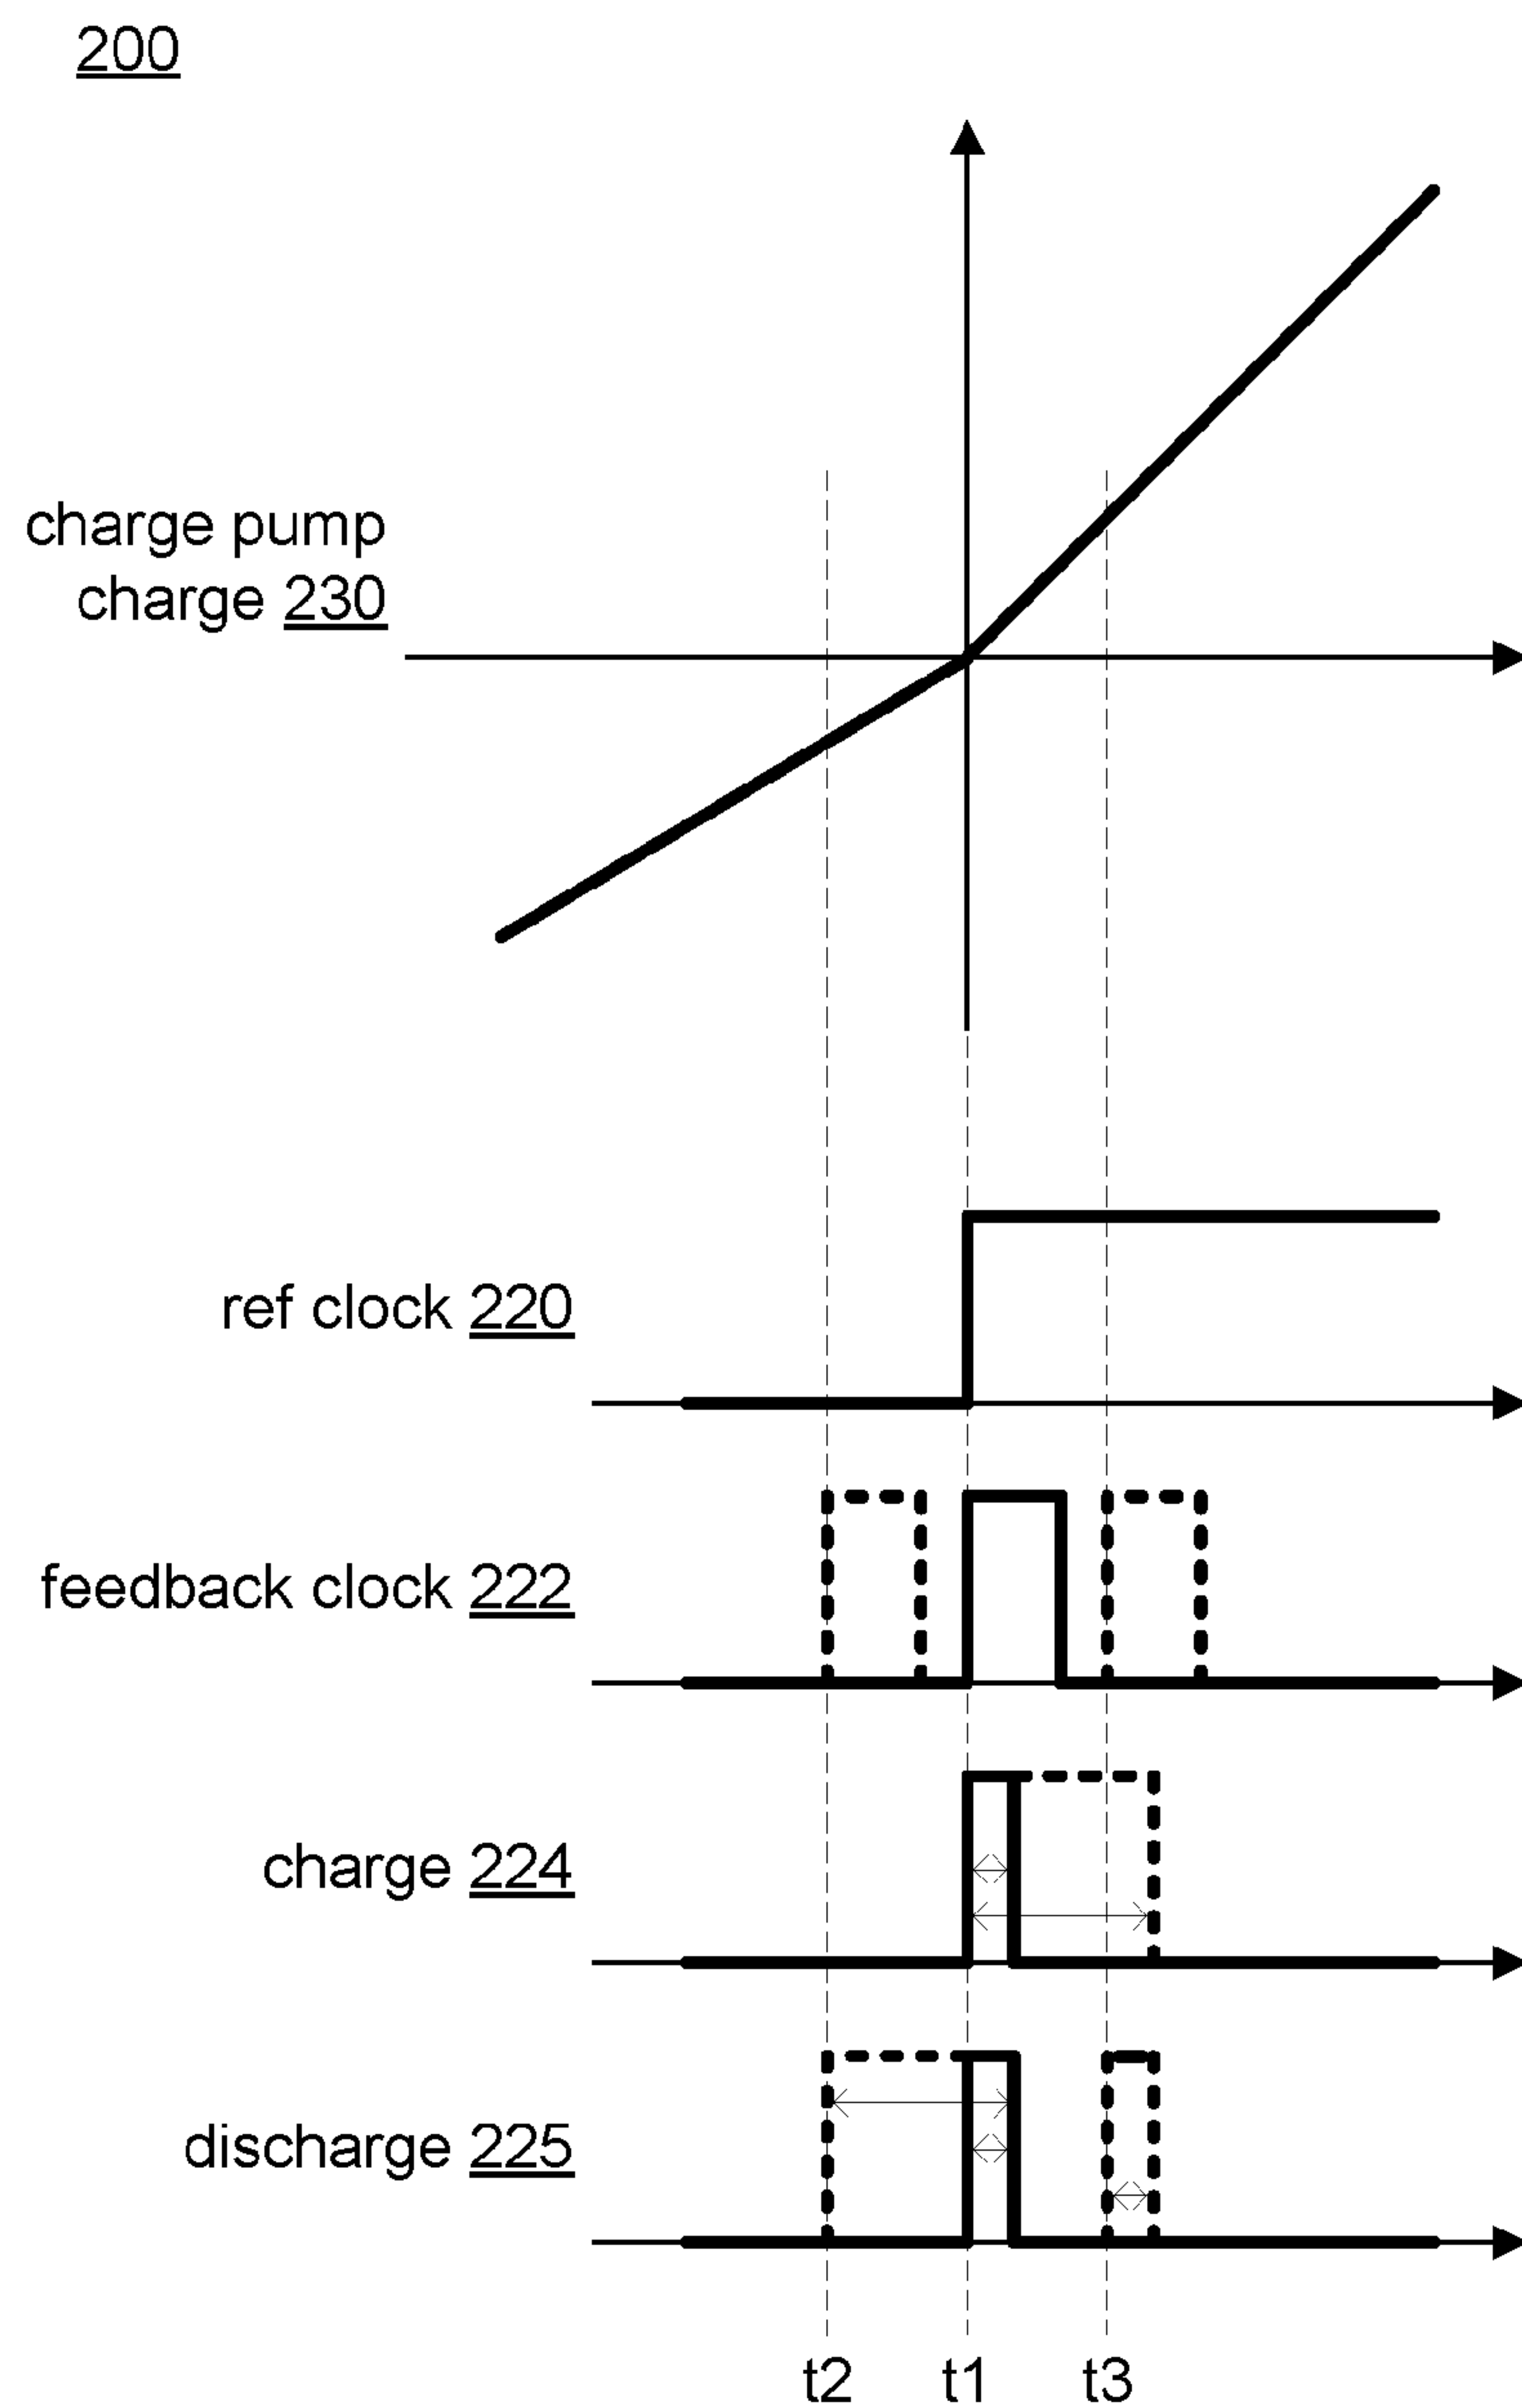 200
charge pump
charge 230
ref clock 220
feedback clock 222
charge 224
discharge 225
t2 t1 t3